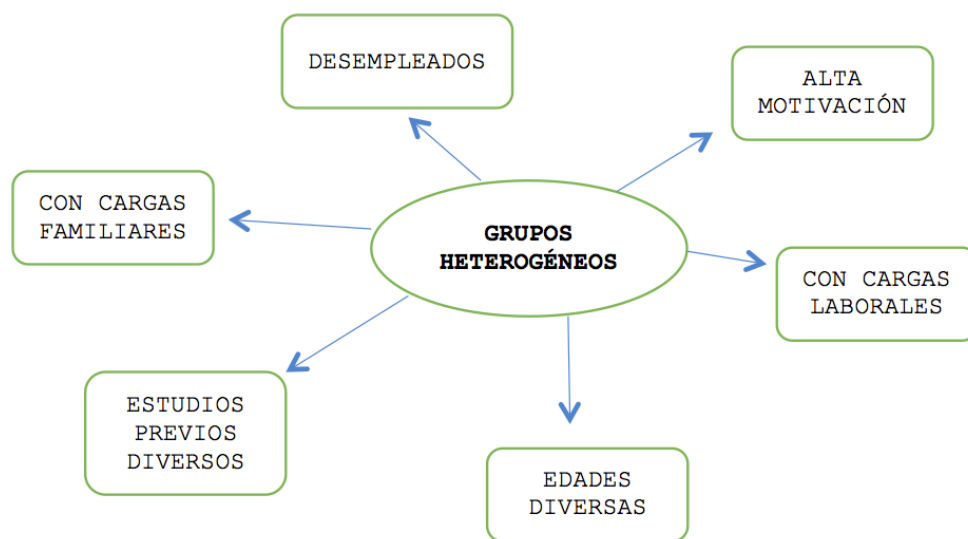 DESEMPLEADOS
ALTA
MOTIVACIÓN
CON CARGAS
FAMILIARES
GRUPOS
HETEROGÉNEOS
CON CARGAS
LABORALES
ESTUDIOS
PREVIOS
DIVERSOS
EDADES
DIVERSAS